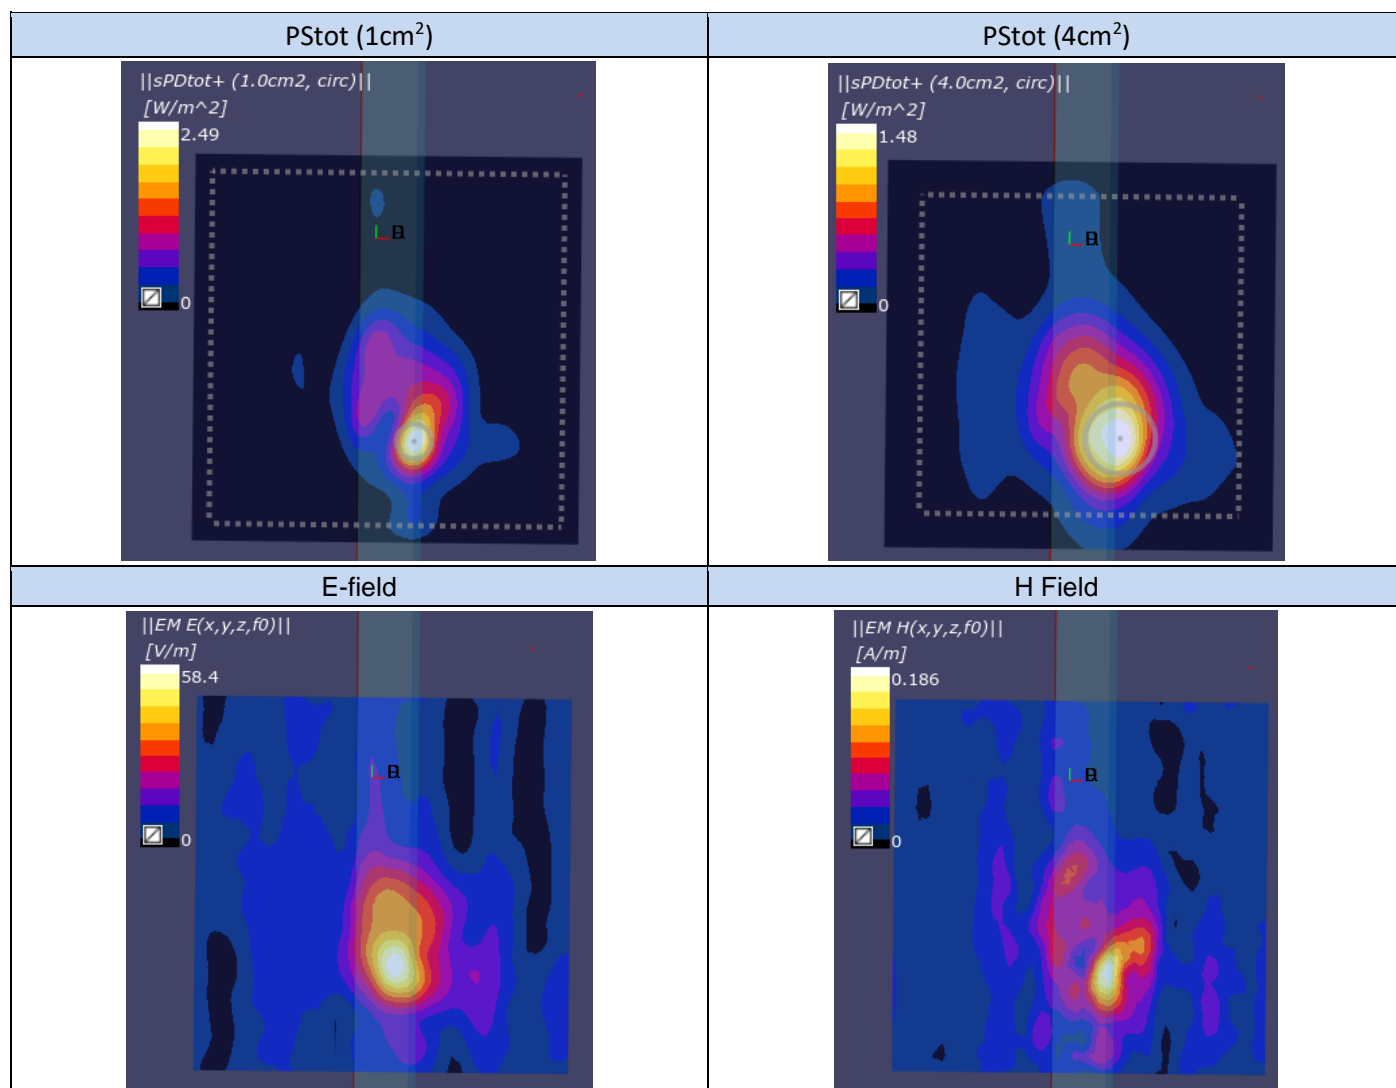 PStot (1cm²)
PStot (4cm²)
||sPDtot+ (1.0cm2, circ)||
[W/m^2]
2.49
0
||sPDtot+ (4.0cm2, circ)||
[W/m^2]
1.48
0
E-field
H Field
||EM E(x,y,z,f0)||
[V/m]
58.4
0
||EM H(x,y,z,f0)||
[A/m]
0.186
0